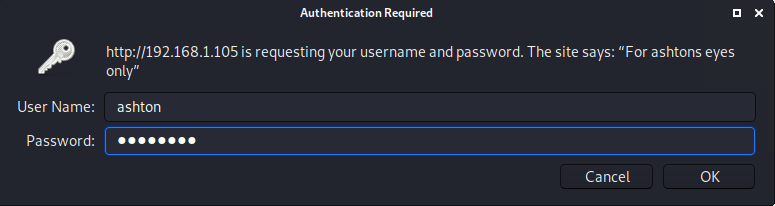 Authentication Required
http://192.168.1.105 is requesting your username and password. The site says: “For ashtons eyes
only”
User Name: ashton
Password: ●●●●●●●●
Cancel OK